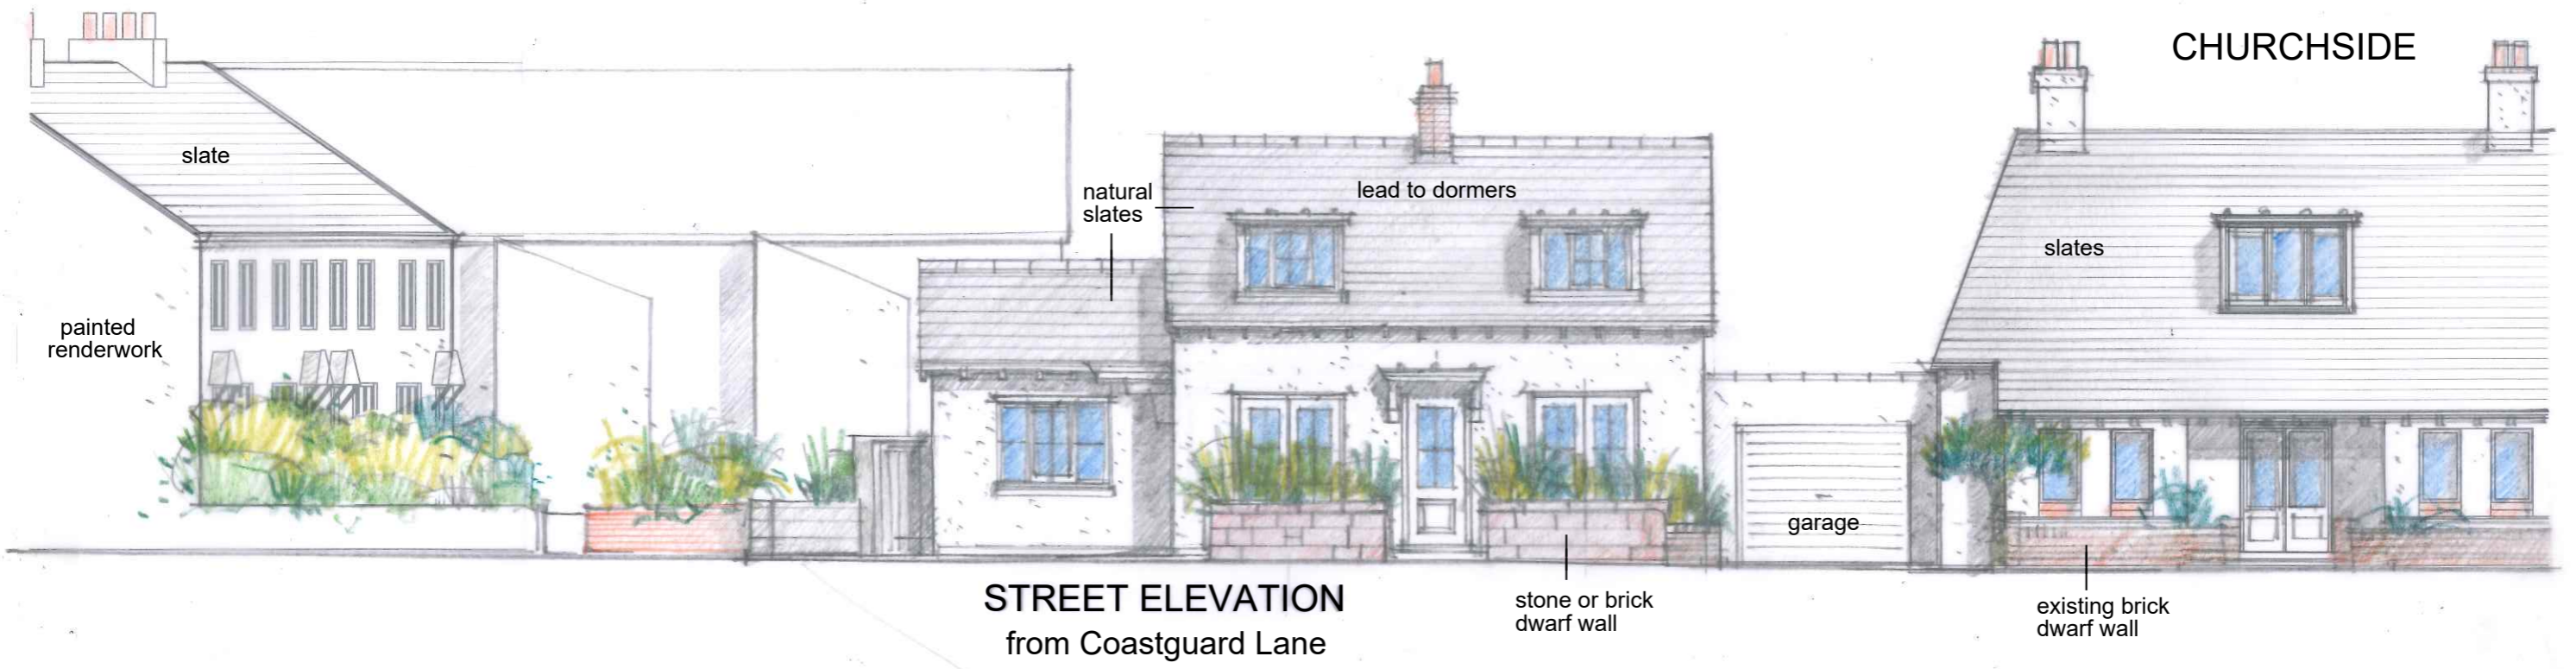 CHURCHSIDE
slate
natural
slates
lead to dormers
slates
painted
renderwork
garage
STREET ELEVATION
from Coastguard Lane
stone or brick
dwarf wall
existing brick
dwarf wall